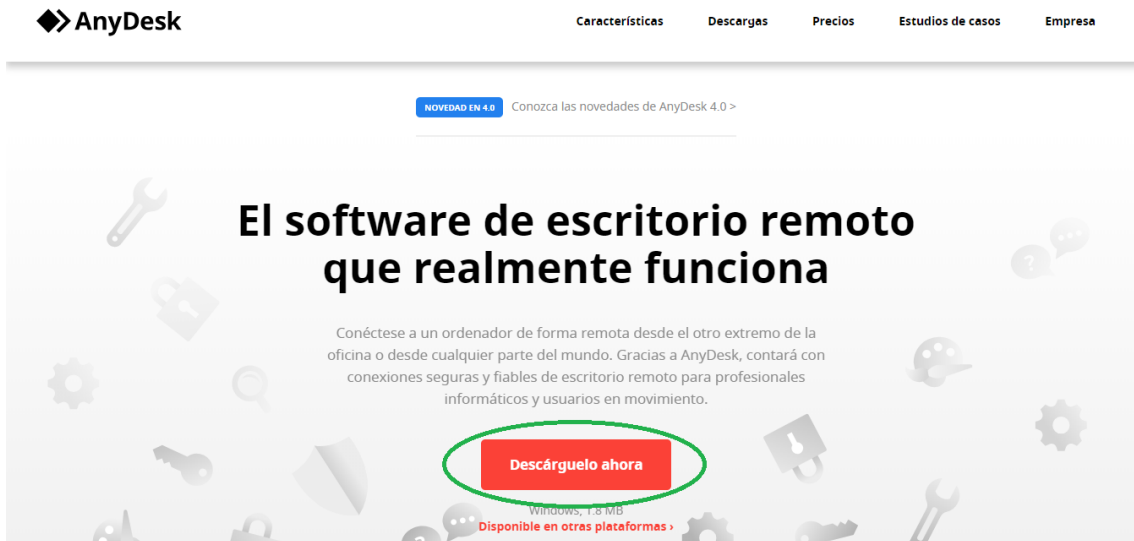 AnyDesk
Características Descargas Precios Estudios de casos Empresa
NOVEDAD EN 4.0 Conozca las novedades de AnyDesk 4.0 >
El software de escritorio remoto
que realmente funciona
Conéctese a un ordenador de forma remota desde el otro extremo de la
oficina o desde cualquier parte del mundo. Gracias a AnyDesk, contará con
conexiones seguras y fiables de escritorio remoto para profesionales
informáticos y usuarios en movimiento.
Descárguelo ahora
Windows, 1.8 MB
Disponible en otras plataformas ›